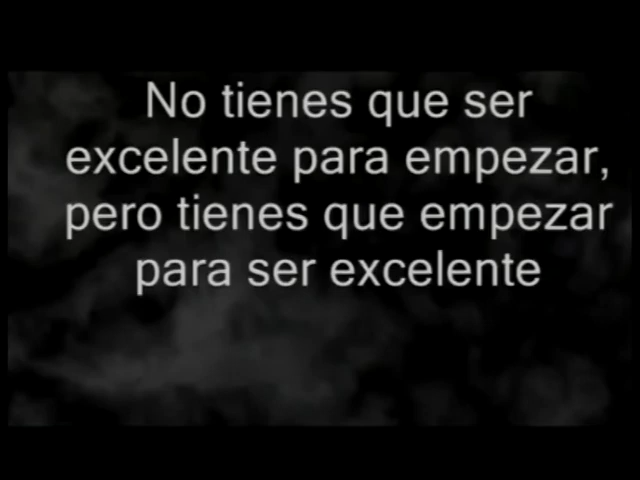 No tienes que ser
excelente para empezar,
pero tienes que empezar
para ser excelente